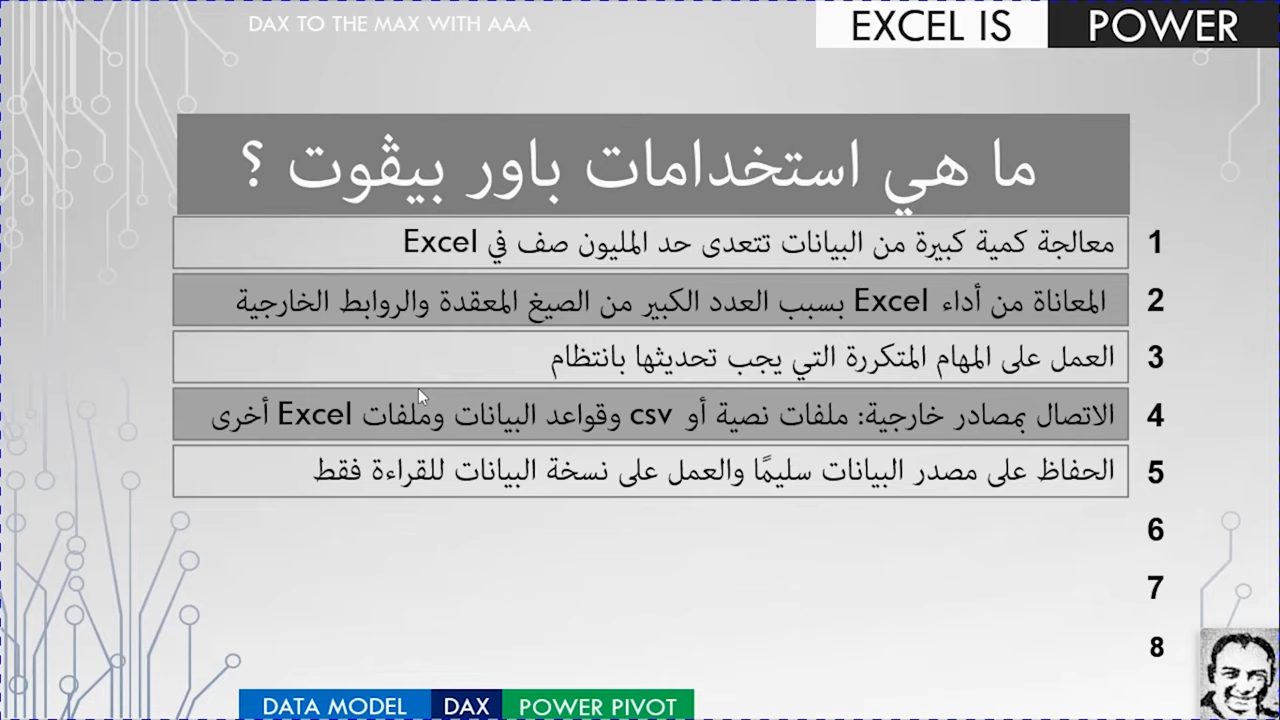 DAX TO THE MAX WITH AAA
EXCEL IS POWER
ما هي استخدامات باور بيڤوت ؟
1 معالجة كمية كبيرة من البيانات تتعدى حد المليون صف في Excel
2 المعاناة من أداء Excel بسبب العدد الكبير من الصيغ المعقدة والروابط الخارجية
3 العمل على المهام المتكررة التي يجب تحديثها بانتظام
4 الاتصال بمصادر خارجية: ملفات نصية أو csv وقواعد البيانات وملفات Excel أخرى
5 الحفاظ على مصدر البيانات سليمًا والعمل على نسخة البيانات للقراءة فقط
6
7
8
DATA MODEL DAX POWER PIVOT